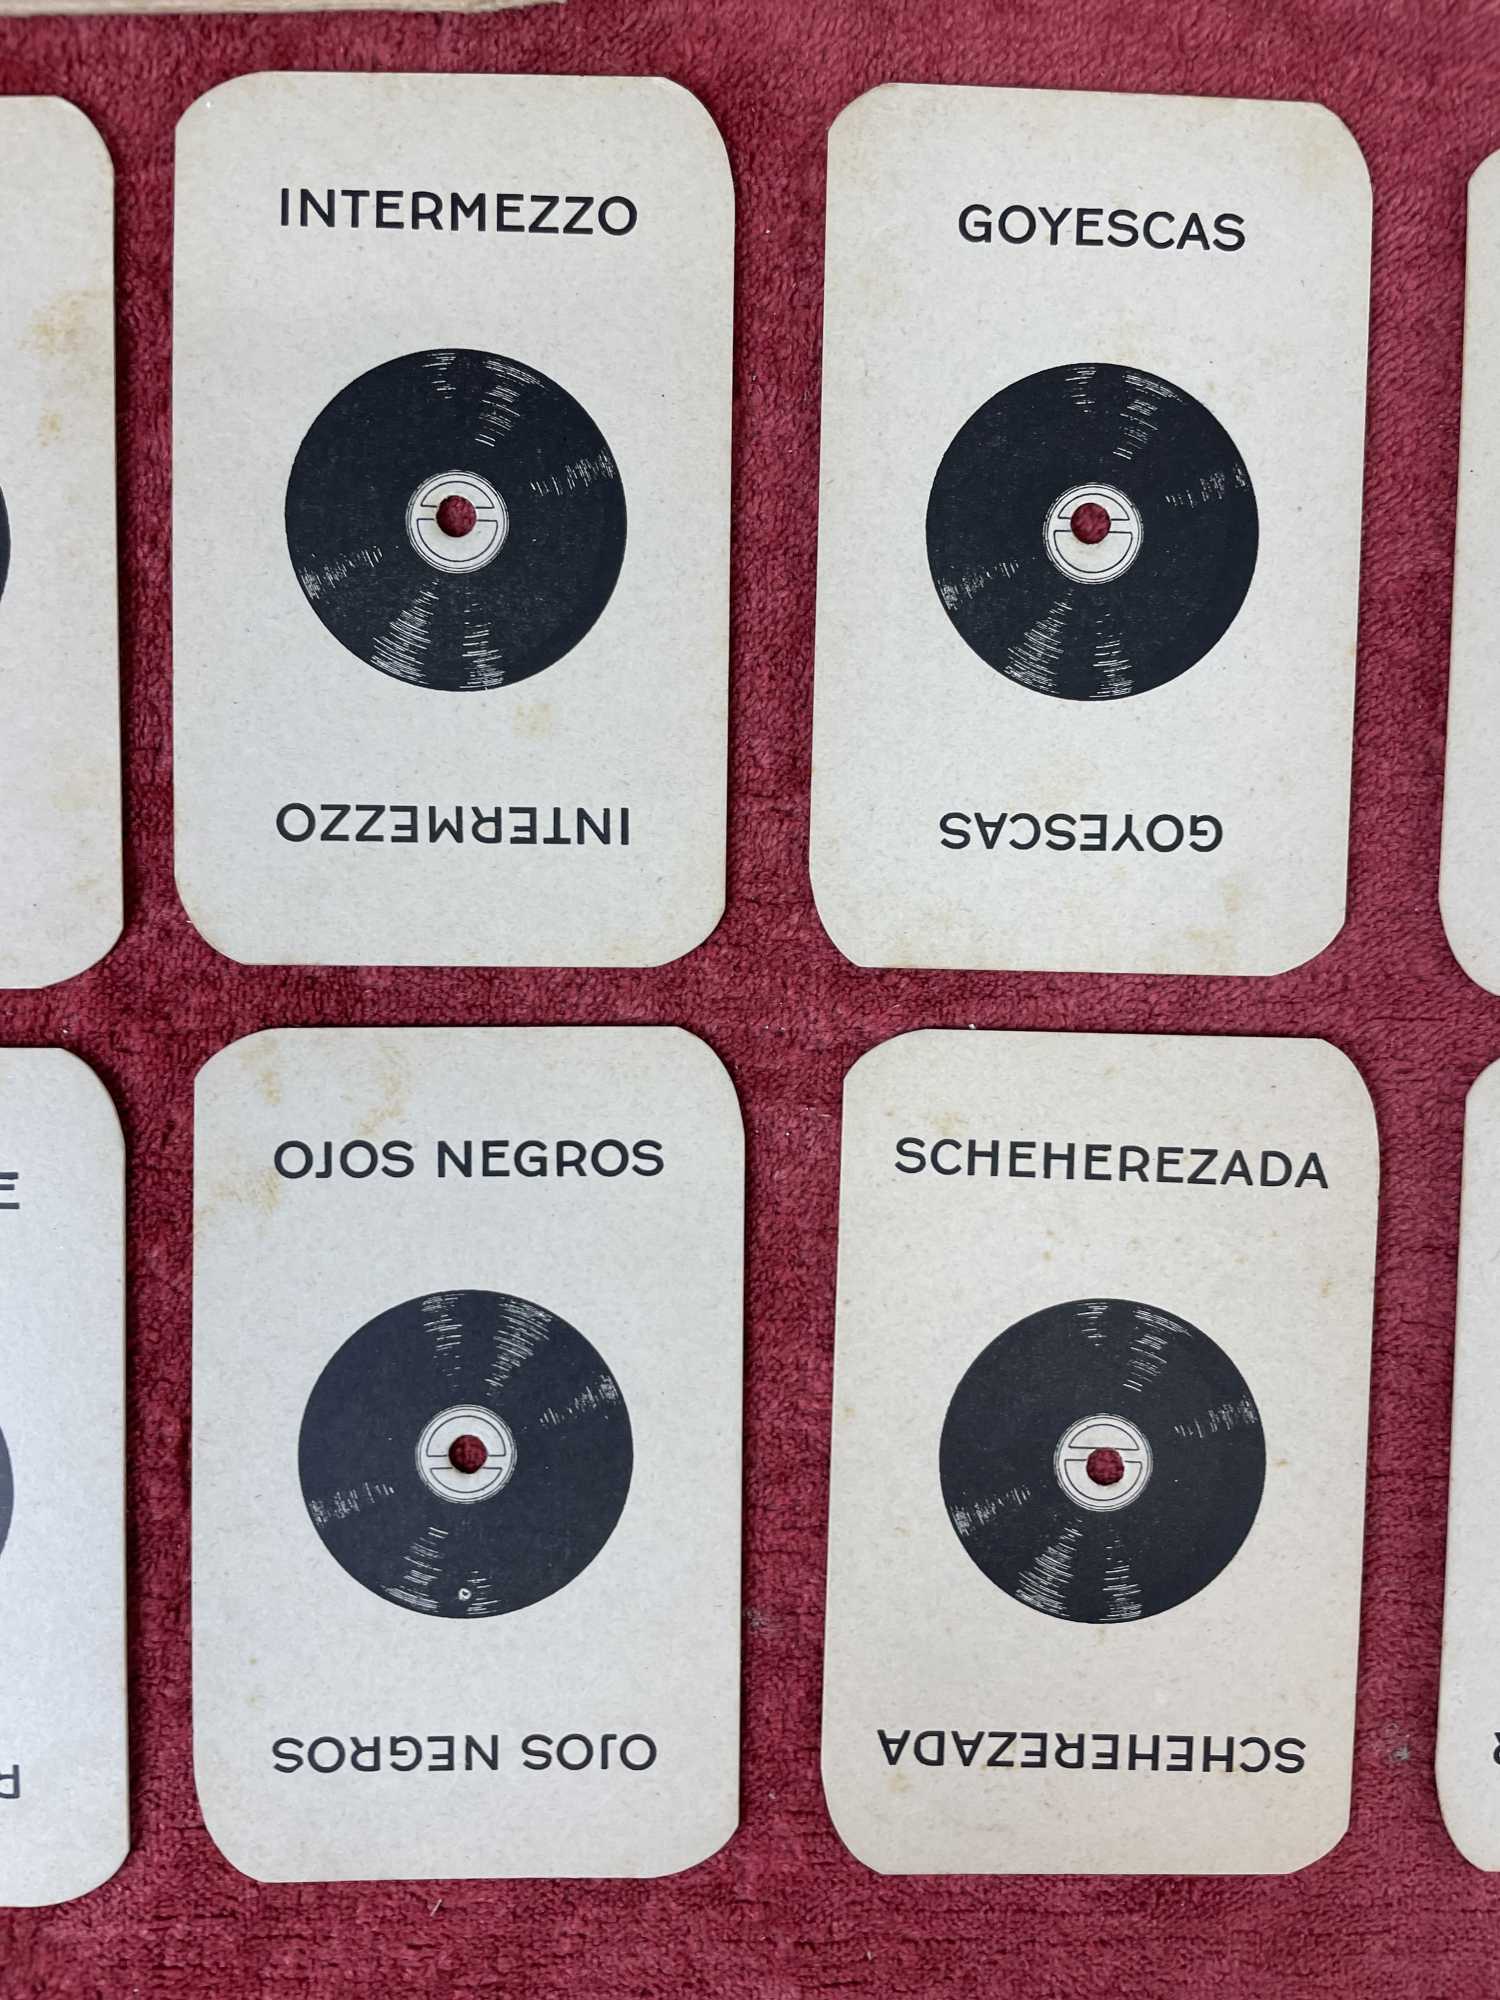 INTERMEZZO
INTERMEZZO
GOYESCAS
GOYESCAS
OJOS NEGROS
OJOS NEGROS
SCHEHEREZADA
SCHEHEREZADA